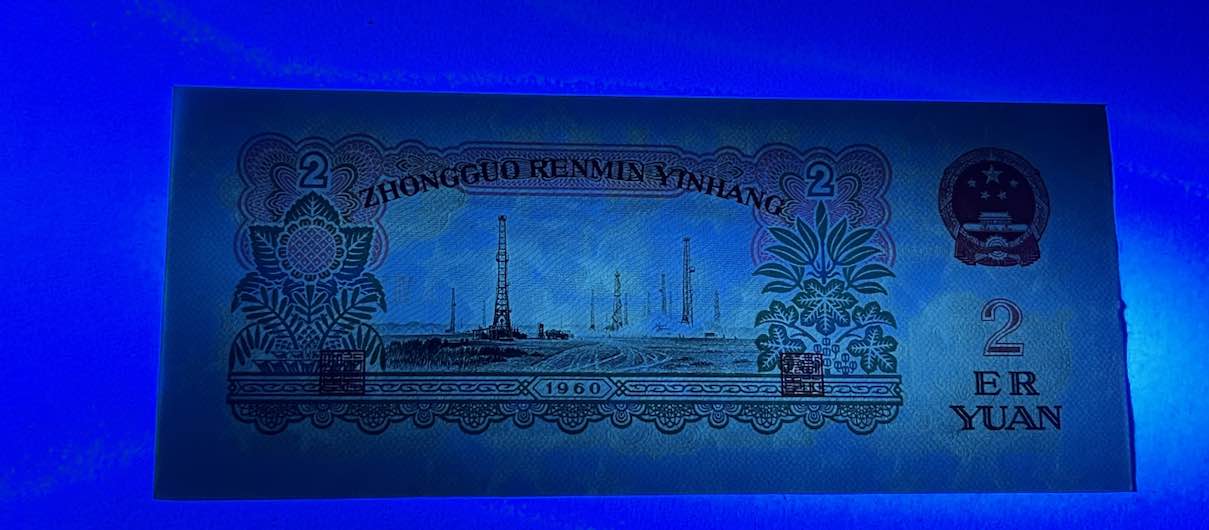 2
ZHONGGUO RENMIN YINHANG
2
1960
2
ER
YUAN